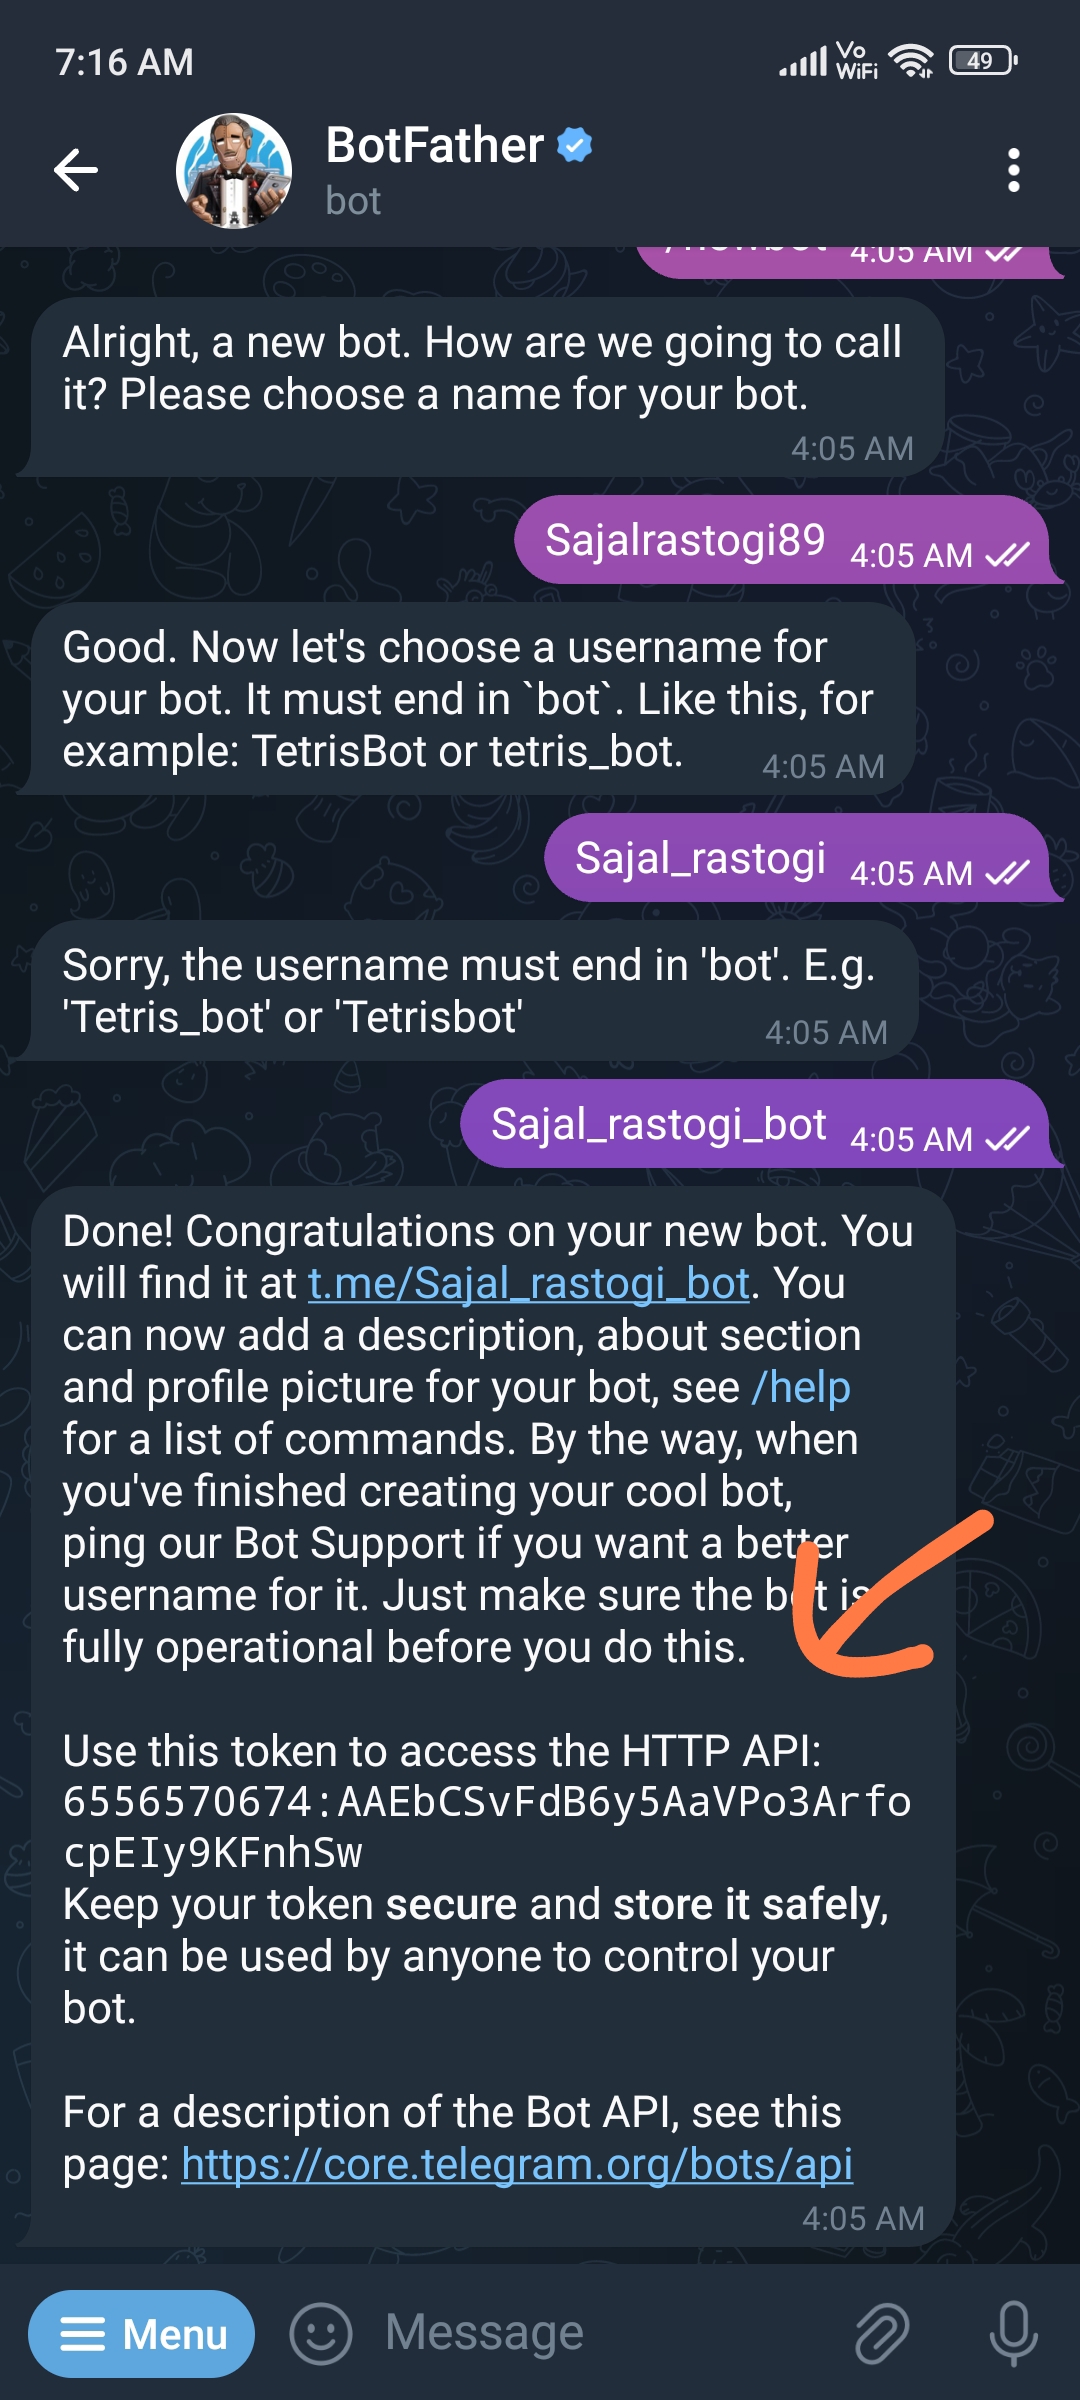 7:16 AM
Vo
WiFi
49
BotFather
bot
4:05 AM
Alright, a new bot. How are we going to call
it? Please choose a name for your bot.
4:05 AM
Sajalrastogi89 4:05 AM
Good. Now let's choose a username for
your bot. It must end in `bot`. Like this, for
example: TetrisBot or tetris_bot.
4:05 AM
Sajal_rastogi 4:05 AM
Sorry, the username must end in 'bot'. E.g.
'Tetris_bot' or 'Tetrisbot'
4:05 AM
Sajal_rastogi_bot 4:05 AM
Done! Congratulations on your new bot. You
will find it at t.me/Sajal_rastogi_bot. You
can now add a description, about section
and profile picture for your bot, see /help
for a list of commands. By the way, when
you've finished creating your cool bot,
ping our Bot Support if you want a better
username for it. Just make sure the bot is
fully operational before you do this.
Use this token to access the HTTP API:
6556570674:AAEbCSvFdB6y5AaVPo3Arfo
cpEIy9KFnhSw
Keep your token secure and store it safely,
it can be used by anyone to control your
bot.
For a description of the Bot API, see this
page: https://core.telegram.org/bots/api
4:05 AM
Menu
Message